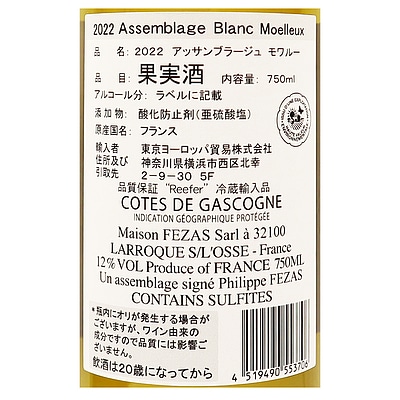 2022 Assemblage Blanc Moelleux
品 名: 2022 アッサンブラージュ モワルー
品 目: 果実酒 内容量: 750ml
アルコール分: ラベルに記載
添 加 物: 酸化防止剤(亜硫酸塩)
原産国名: フランス
輸入者 東京ヨーロッパ貿易株式会社
住所及び 神奈川県横浜市西区北幸
引取先 2-9-30 5F
品質保証 "Reefer" 冷蔵輸入品
COTES DE GASCOGNE
INDICATION GÉOGRAPHIQUE PROTÉGÉE
Maison FEZAS Sarl à 32100
LARROQUE S/L'OSSE - France
12%VOL Produce of FRANCE 750ML
Un assemblage signé Philippe FEZAS
CONTAINS SULFITES
*瓶内にオリが発生する場合が
ございますが、ワイン由来の
成分ですので品質には影響ご
ざいません。
飲酒は20歳になってから
4 519490 553706